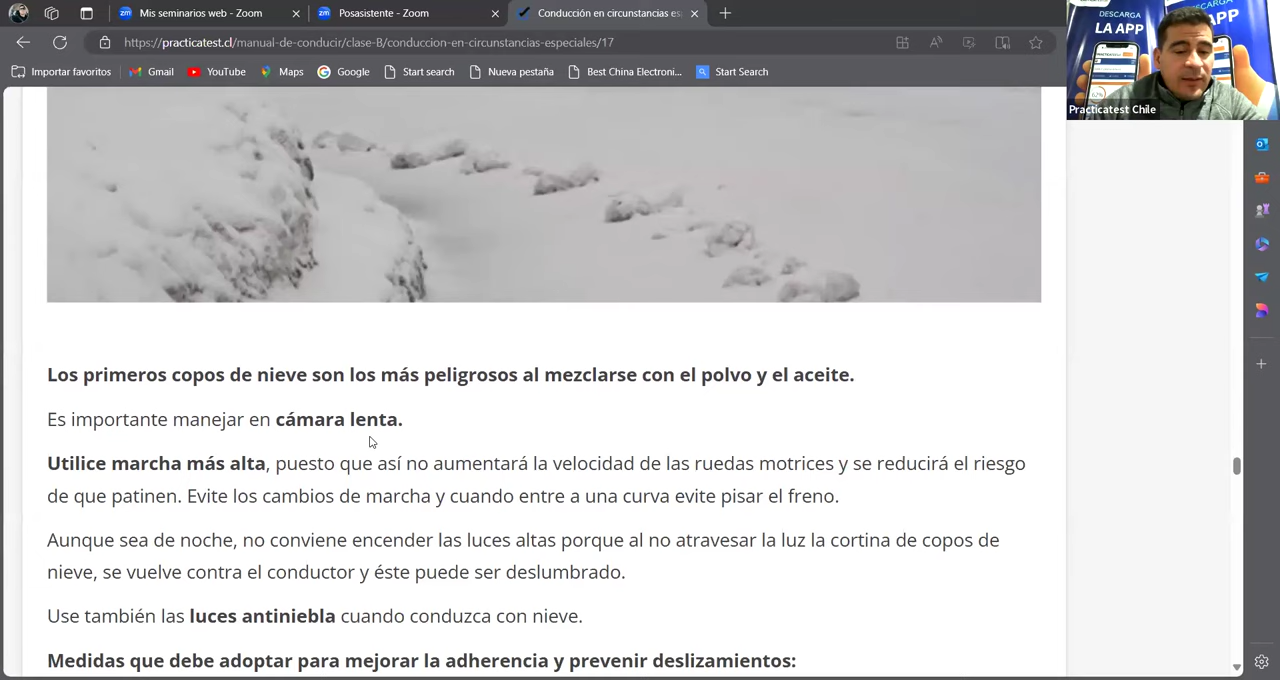 Mis seminarios web - Zoom
Posasistente - Zoom
Conducción en circunstancias es
https://practicatest.cl/manual-de-conducir/clase-B/conduccion-en-circunstancias-especiales/17
Importar favoritos
Gmail
YouTube
Maps
Google
Start search
Nueva pestaña
Best China Electroni...
Start Search
DESCARGA
LA APP
62%
Practicatest Chile
Los primeros copos de nieve son los más peligrosos al mezclarse con el polvo y el aceite.
Es importante manejar en cámara lenta.
Utilice marcha más alta, puesto que así no aumentará la velocidad de las ruedas motrices y se reducirá el riesgo
de que patinen. Evite los cambios de marcha y cuando entre a una curva evite pisar el freno.
Aunque sea de noche, no conviene encender las luces altas porque al no atravesar la luz la cortina de copos de
nieve, se vuelve contra el conductor y éste puede ser deslumbrado.
Use también las luces antiniebla cuando conduzca con nieve.
Medidas que debe adoptar para mejorar la adherencia y prevenir deslizamientos: